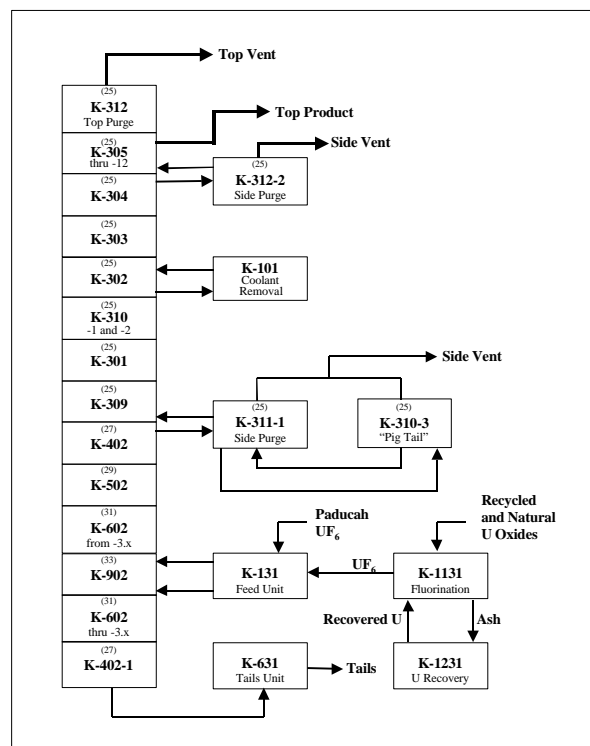 Top Vent
(25)
K-312
Top Purge
Top Product
(25)
K-305
thru -12
Side Vent
(25)
K-304
(25)
K-312-2
Side Purge
(25)
K-303
(25)
K-302
K-101
Coolant
Removal
(25)
K-310
-1 and -2
(25)
K-301
Side Vent
(25)
K-309
(25)
K-311-1
Side Purge
(25)
K-310-3
“Pig Tail”
(27)
K-402
(29)
K-502
(31)
K-602
from -3.x
Paducah
UF6
Recycled
and Natural
U Oxides
(33)
K-902
K-131
Feed Unit
UF6
K-1131
Fluorination
(31)
K-602
thru -3.x
Recovered U
Ash
(27)
K-402-1
K-631
Tails Unit
Tails
K-1231
U Recovery